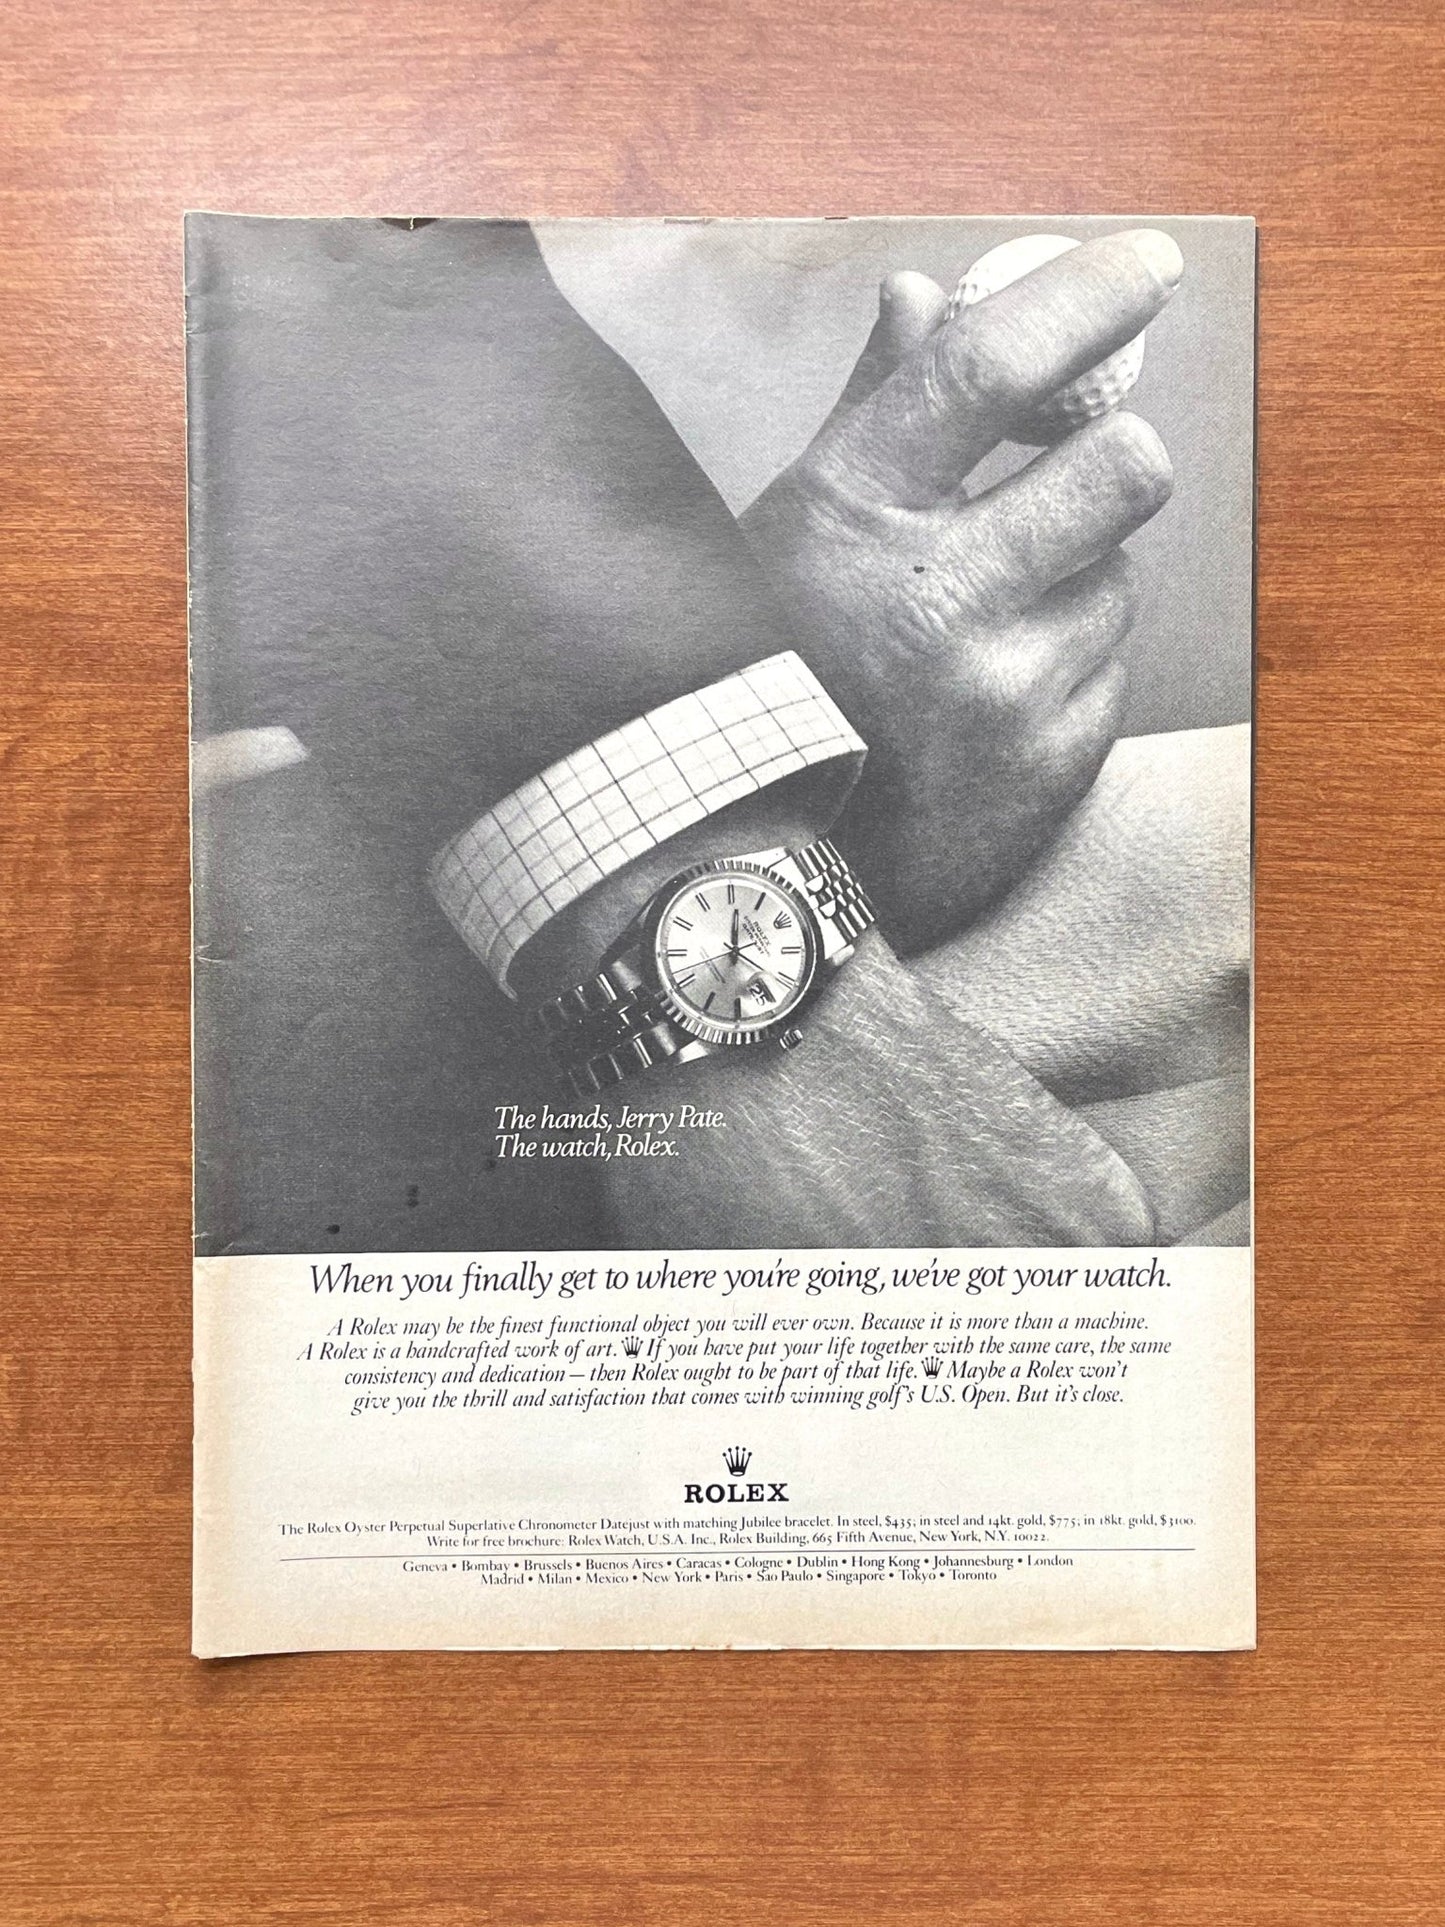 ROLEX
25
The hands, Jerry Pate.
The watch, Rolex.
When you finally get to where you're going, we've got your watch.
A Rolex may be the finest functional object you will ever own. Because it is more than a machine.
A Rolex is a handcrafted work of art. If you have put your life together with the same care, the same
consistency and dedication – then Rolex ought to be part of that life. Maybe a Rolex won't
give you the thrill and satisfaction that comes with winning golf's U.S. Open. But it's close.
ROLEX
The Rolex Oyster Perpetual Superlative Chronometer Datejust with matching Jubilee bracelet. In steel, $435; in steel and 14kt. gold, $775; in 18kt. gold, $3100.
Write for free brochure: Rolex Watch, U.S.A. Inc., Rolex Building, 665 Fifth Avenue, New York, N.Y. 10022.
Geneva • Bombay • Brussels • Buenos Aires • Caracas • Cologne • Dublin • Hong Kong • Johannesburg • London
Madrid • Milan • Mexico • New York • Paris • Sao Paulo • Singapore • Tokyo • Toronto